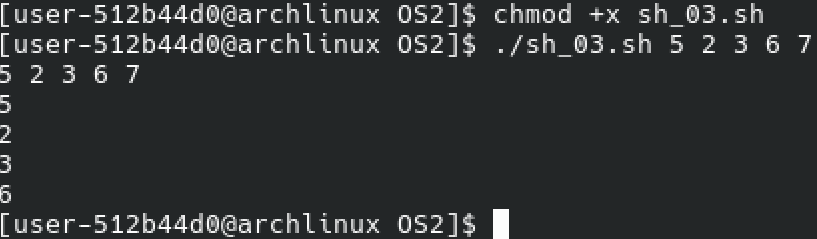 [user-512b44d0@archlinux OS2]$ chmod +x sh_03.sh
[user-512b44d0@archlinux OS2]$ ./sh_03.sh 5 2 3 6 7
5 2 3 6 7
5
2
3
6
[user-512b44d0@archlinux OS2]$